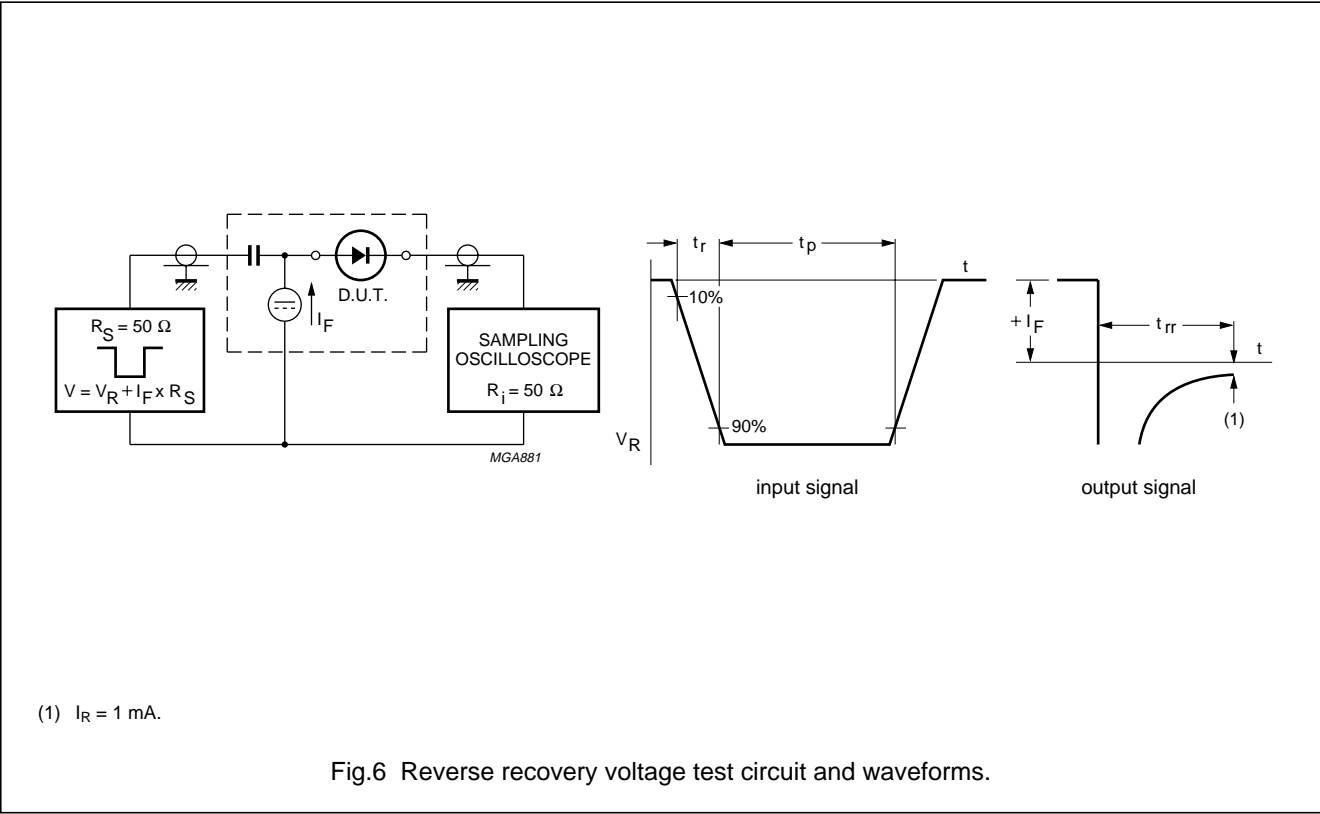 R_S = 50 Ω
V = V_R + I_F x R_S
I_F
D.U.T.
SAMPLING
OSCILLOSCOPE
R_i = 50 Ω
MGA881
t_r
t_p
t
10%
90%
V_R
input signal
+ I_F
t_rr
t
(1)
output signal
(1) I_R = 1 mA.
Fig.6 Reverse recovery voltage test circuit and waveforms.